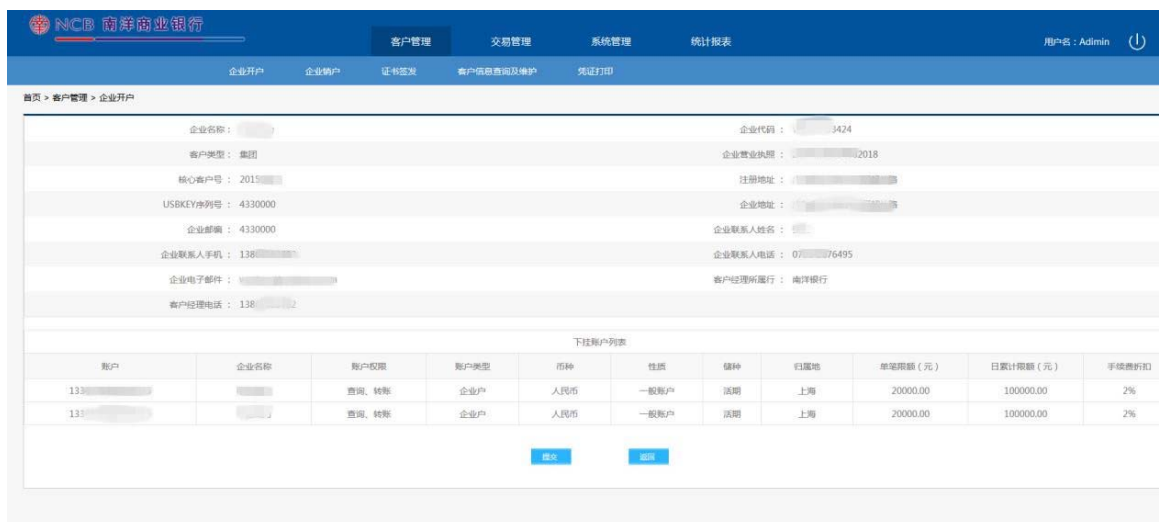 NCB 南洋商业银行
客户管理 交易管理 系统管理 统计报表 用户名：Adimin
企业开户 企业销户 证书签发 客户信息查询及维护 凭证打印
首页 > 客户管理 > 企业开户
企业名称： 企业代码： 3424
客户类型： 集团 企业营业执照： 2018
核心客户号： 2015 注册地址：
USBKEY序列号： 4330000 企业地址：
企业邮编： 4330000 企业联系人姓名：
企业联系人手机： 138 企业联系人电话： 07 76495
企业电子邮件： 客户经理所属行： 南洋银行
客户经理电话： 138 2
下挂账户列表
账户 企业名称 账户权限 账户类型 币种 性质 储种 归属地 单笔限额（元） 日累计限额（元） 手续费折扣
133 查询、转账 企业户 人民币 一般账户 活期 上海 20000.00 100000.00 2%
133 查询、转账 企业户 人民币 一般账户 活期 上海 20000.00 100000.00 2%
提交 返回